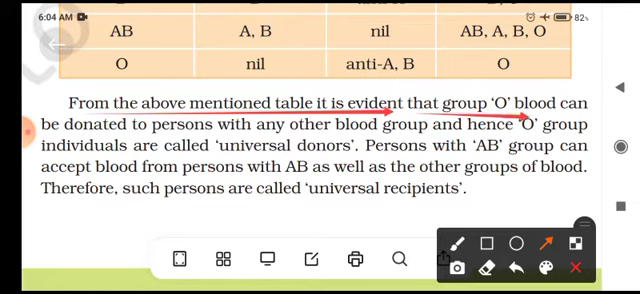 6:04 AM
82%
AB A, B nil AB, A, B, O
O nil anti-A, B O
From the above mentioned table it is evident that group ‘O’ blood can
be donated to persons with any other blood group and hence ‘O’ group
individuals are called ‘universal donors’. Persons with ‘AB’ group can
accept blood from persons with AB as well as the other groups of blood.
Therefore, such persons are called ‘universal recipients’.